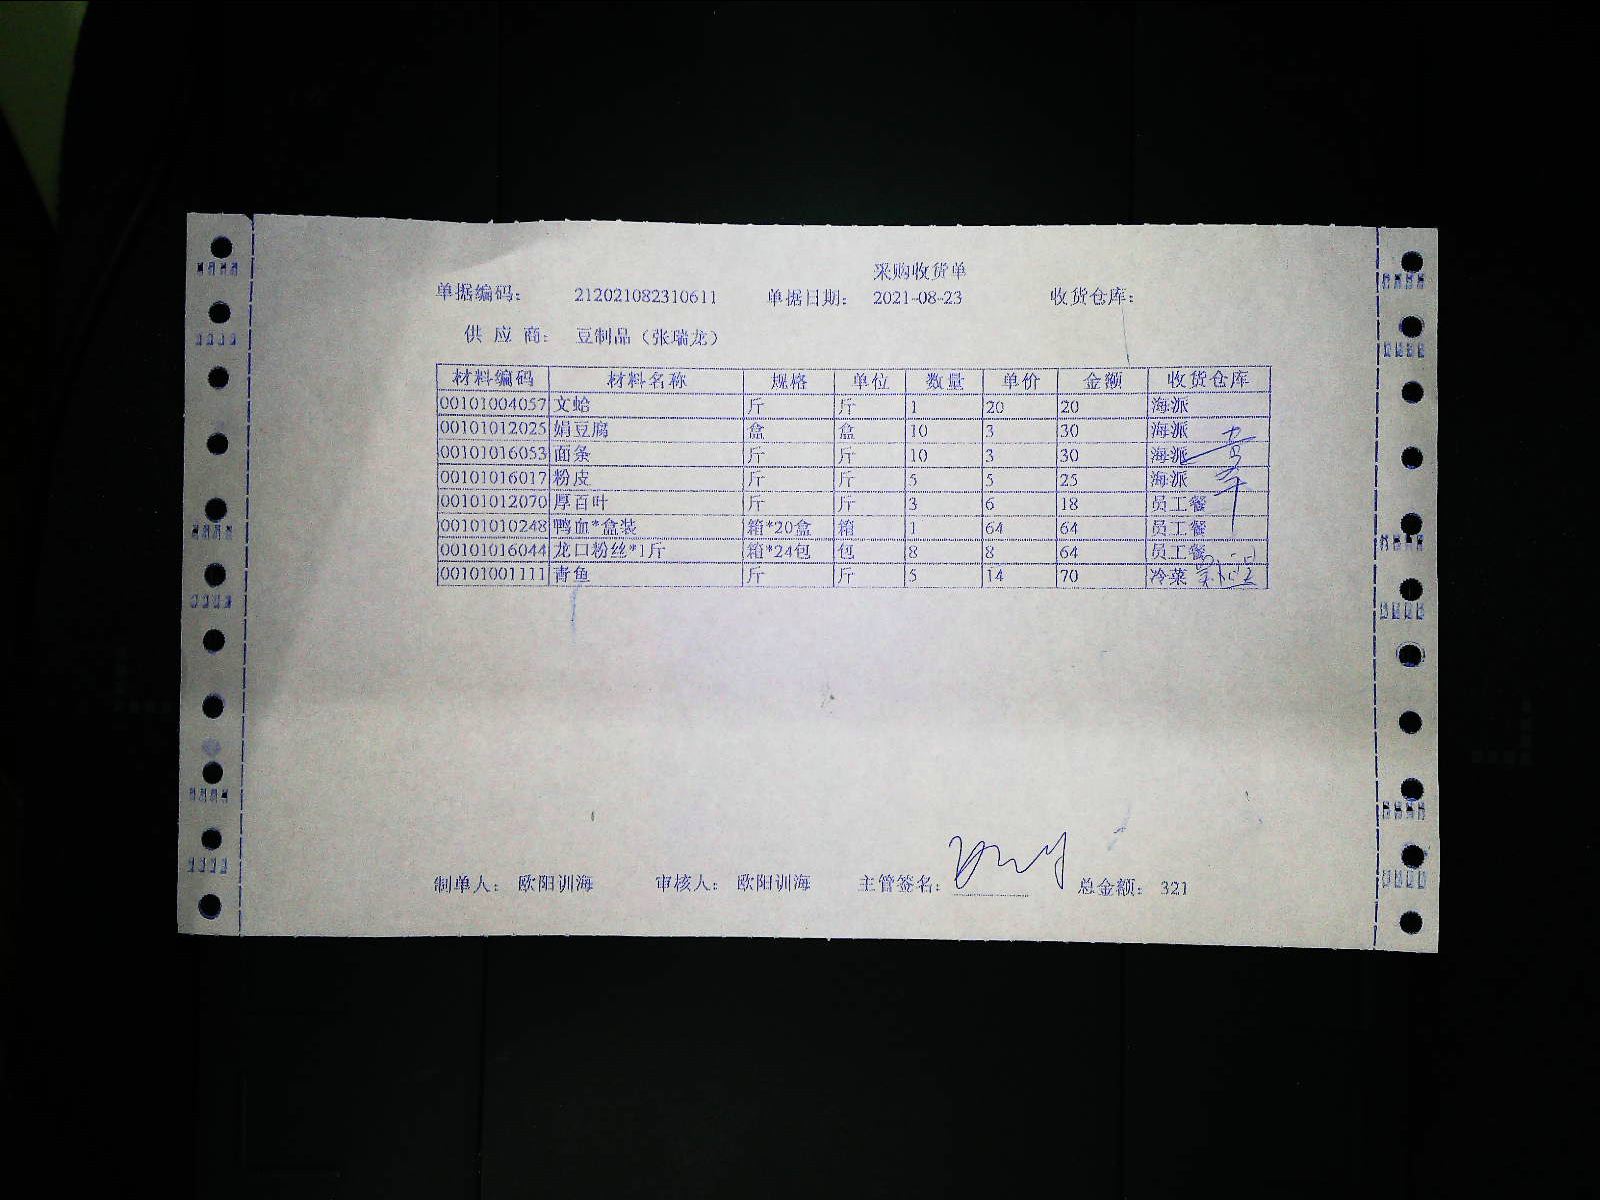 采购收货单
单据编码： 212021082310611 单据日期： 2021-08-23 收货仓库：
供 应 商： 豆制品（张瑞龙）
材料编码 材料名称 规格 单位 数量 单价 金额 收货仓库
00101004057 文蛤 斤 斤 1 20 20 海派
00101012025 娟豆腐 盒 盒 10 3 30 海派
00101016053 面条 斤 斤 10 3 30 海派
00101016017 粉皮 斤 斤 5 5 25 海派
00101012070 厚百叶 斤 斤 3 6 18 员工餐
00101010248 鸭血*盒装 箱*20盒 箱 1 64 64 员工餐
00101016044 龙口粉丝*1斤 箱*24包 包 8 8 64 员工餐
00101001111 青鱼 斤 斤 5 14 70 冷菜
制单人： 欧阳训海 审核人： 欧阳训海 主管签名： 总金额： 321